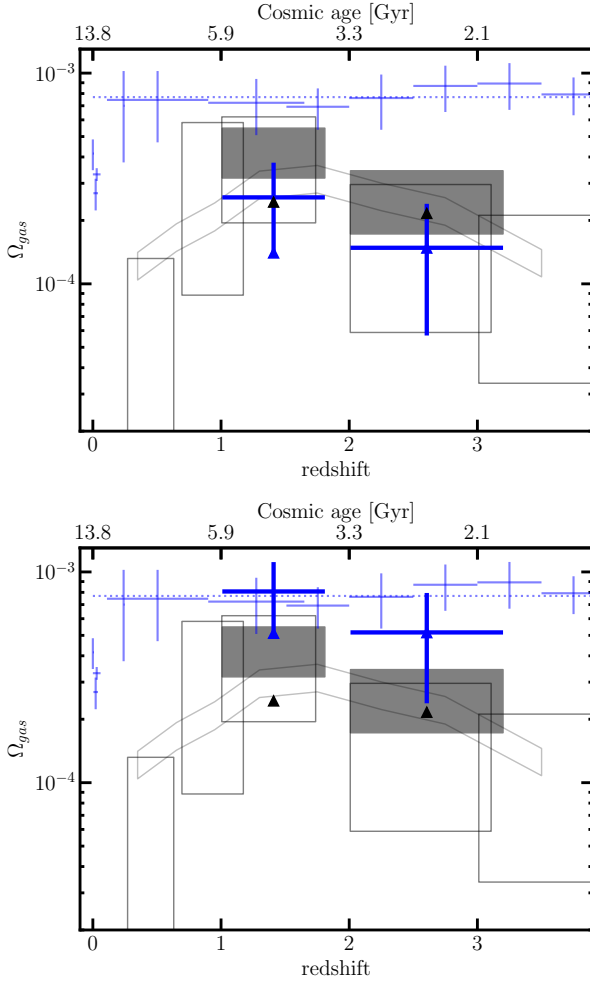 Cosmic age [Gyr]
13.8 5.9 3.3 2.1
10⁻³
Ω_gas
10⁻⁴
0 1 2 3
redshift
Cosmic age [Gyr]
13.8 5.9 3.3 2.1
10⁻³
Ω_gas
10⁻⁴
0 1 2 3
redshift